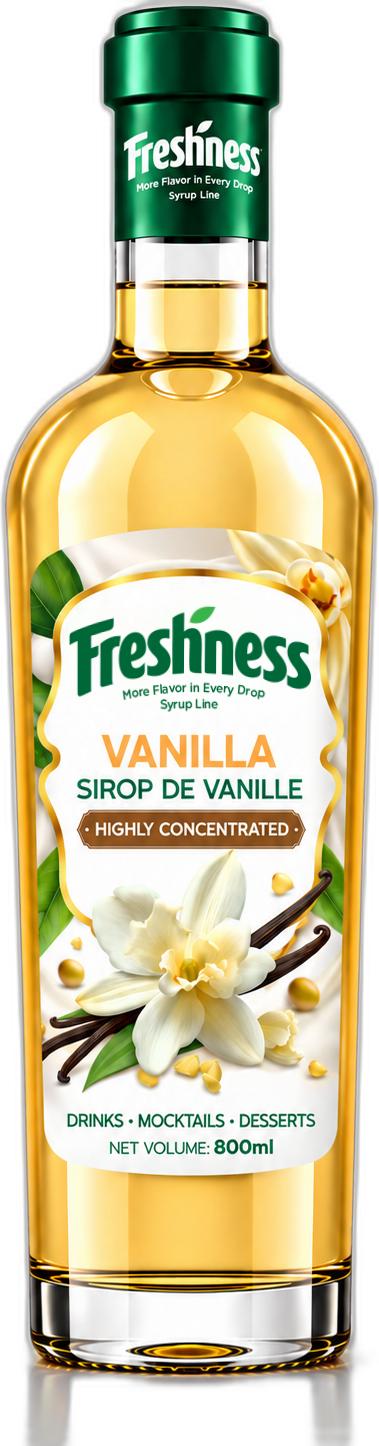 Freshness
More Flavor in Every Drop
Syrup Line
Freshness
More Flavor in Every Drop
Syrup Line
VANILLA
SIROP DE VANILLE
• HIGHLY CONCENTRATED •
DRINKS • MOCKTAILS • DESSERTS
NET VOLUME: 800ml